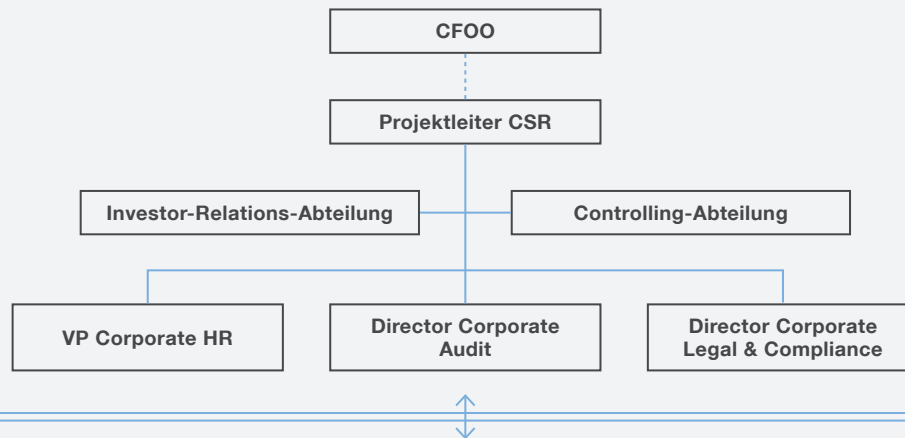 CFOO
Projektleiter CSR
Investor-Relations-Abteilung
Controlling-Abteilung
VP Corporate HR
Director Corporate
Audit
Director Corporate
Legal & Compliance